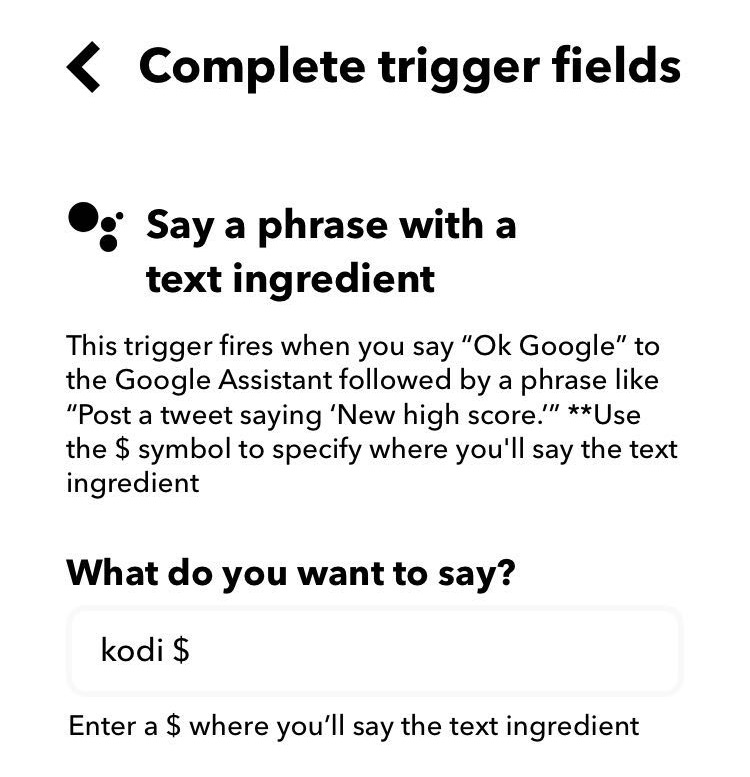 Complete trigger fields
Say a phrase with a
text ingredient
This trigger fires when you say “Ok Google” to
the Google Assistant followed by a phrase like
“Post a tweet saying ‘New high score.’” **Use
the $ symbol to specify where you'll say the text
ingredient
What do you want to say?
kodi $
Enter a $ where you’ll say the text ingredient